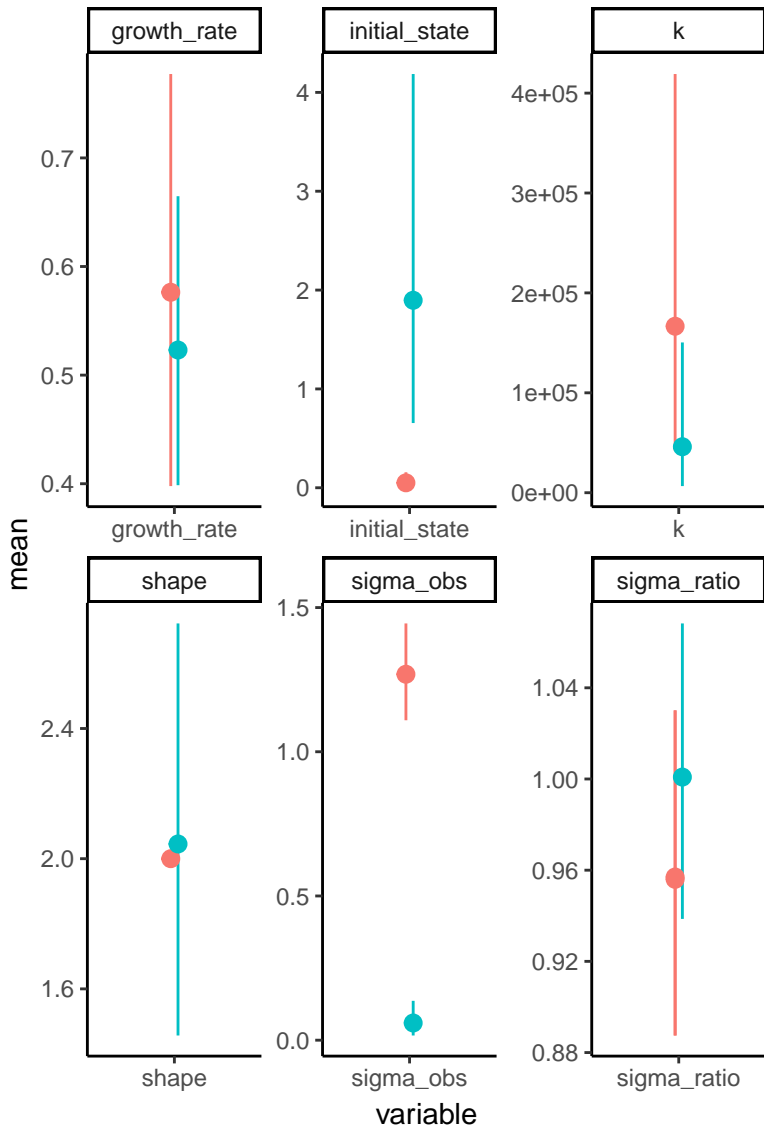 growth_rate initial_state k
0.7
0.6
0.5
0.4
4
3
2
1
0
4e+05
3e+05
2e+05
1e+05
0e+00
growth_rate initial_state k
mean
shape sigma_obs sigma_ratio
2.4
2.0
1.6
1.5
1.0
0.5
0.0
1.04
1.00
0.96
0.92
0.88
shape sigma_obs sigma_ratio
variable